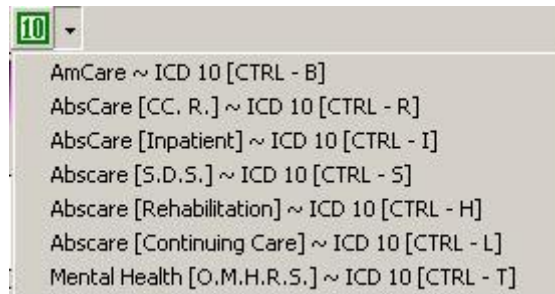 10
AmCare ~ ICD 10 [CTRL - B]
AbsCare [CC. R.] ~ ICD 10 [CTRL - R]
AbsCare [Inpatient] ~ ICD 10 [CTRL - I]
Abscare [S.D.S.] ~ ICD 10 [CTRL - S]
Abscare [Rehabilitation] ~ ICD 10 [CTRL - H]
Abscare [Continuing Care] ~ ICD 10 [CTRL - L]
Mental Health [O.M.H.R.S.] ~ ICD 10 [CTRL - T]